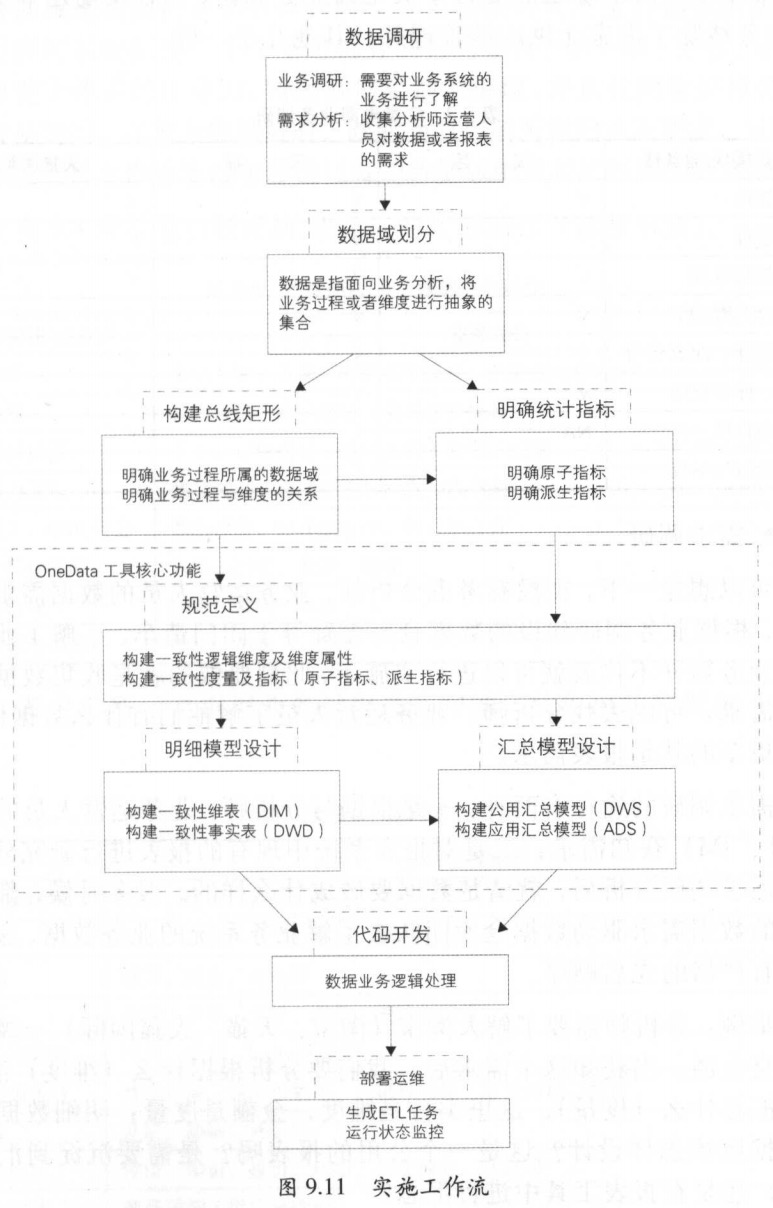 数据调研
业务调研：需要对业务系统的
业务进行了解
需求分析：收集分析师运营人
员对数据或者报表
的需求
数据域划分
数据是指面向业务分析，将
业务过程或者维度进行抽象的
集合
构建总线矩形
明确业务过程所属的数据域
明确业务过程与维度的关系
明确统计指标
明确原子指标
明确派生指标
OneData 工具核心功能
规范定义
构建一致性逻辑维度及维度属性
构建一致性度量及指标（原子指标、派生指标）
明细模型设计
构建一致性维表（DIM）
构建一致性事实表（DWD）
汇总模型设计
构建公用汇总模型（DWS）
构建应用汇总模型（ADS）
代码开发
数据业务逻辑处理
部署运维
生成ETL任务
运行状态监控
图 9.11 实施工作流